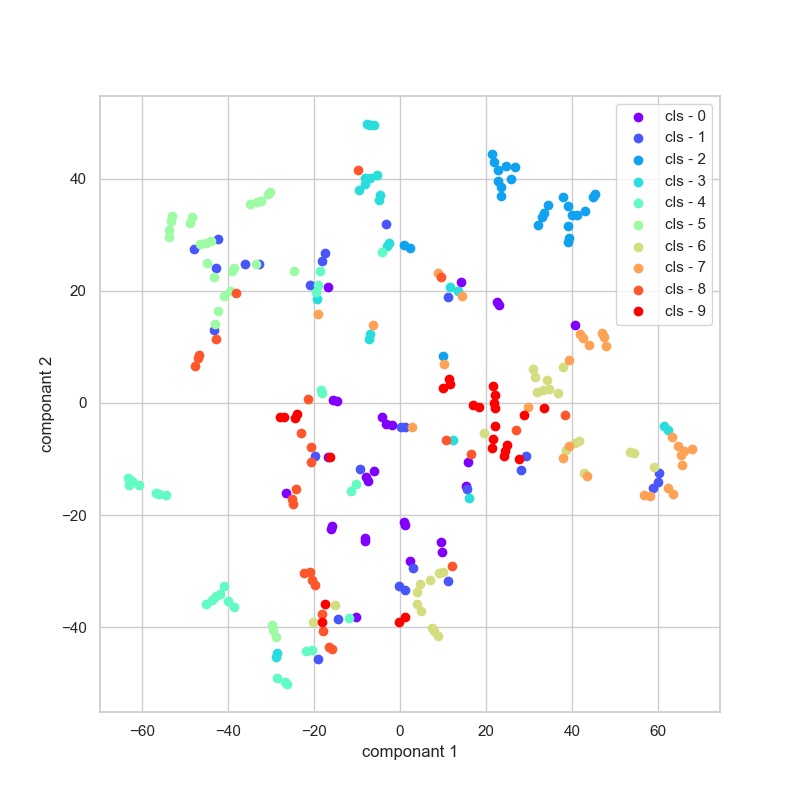 cls - 0
cls - 1
cls - 2
cls - 3
cls - 4
cls - 5
cls - 6
cls - 7
cls - 8
cls - 9
componant 2
40
20
0
−20
−40
−60 −40 −20 0 20 40 60
componant 1